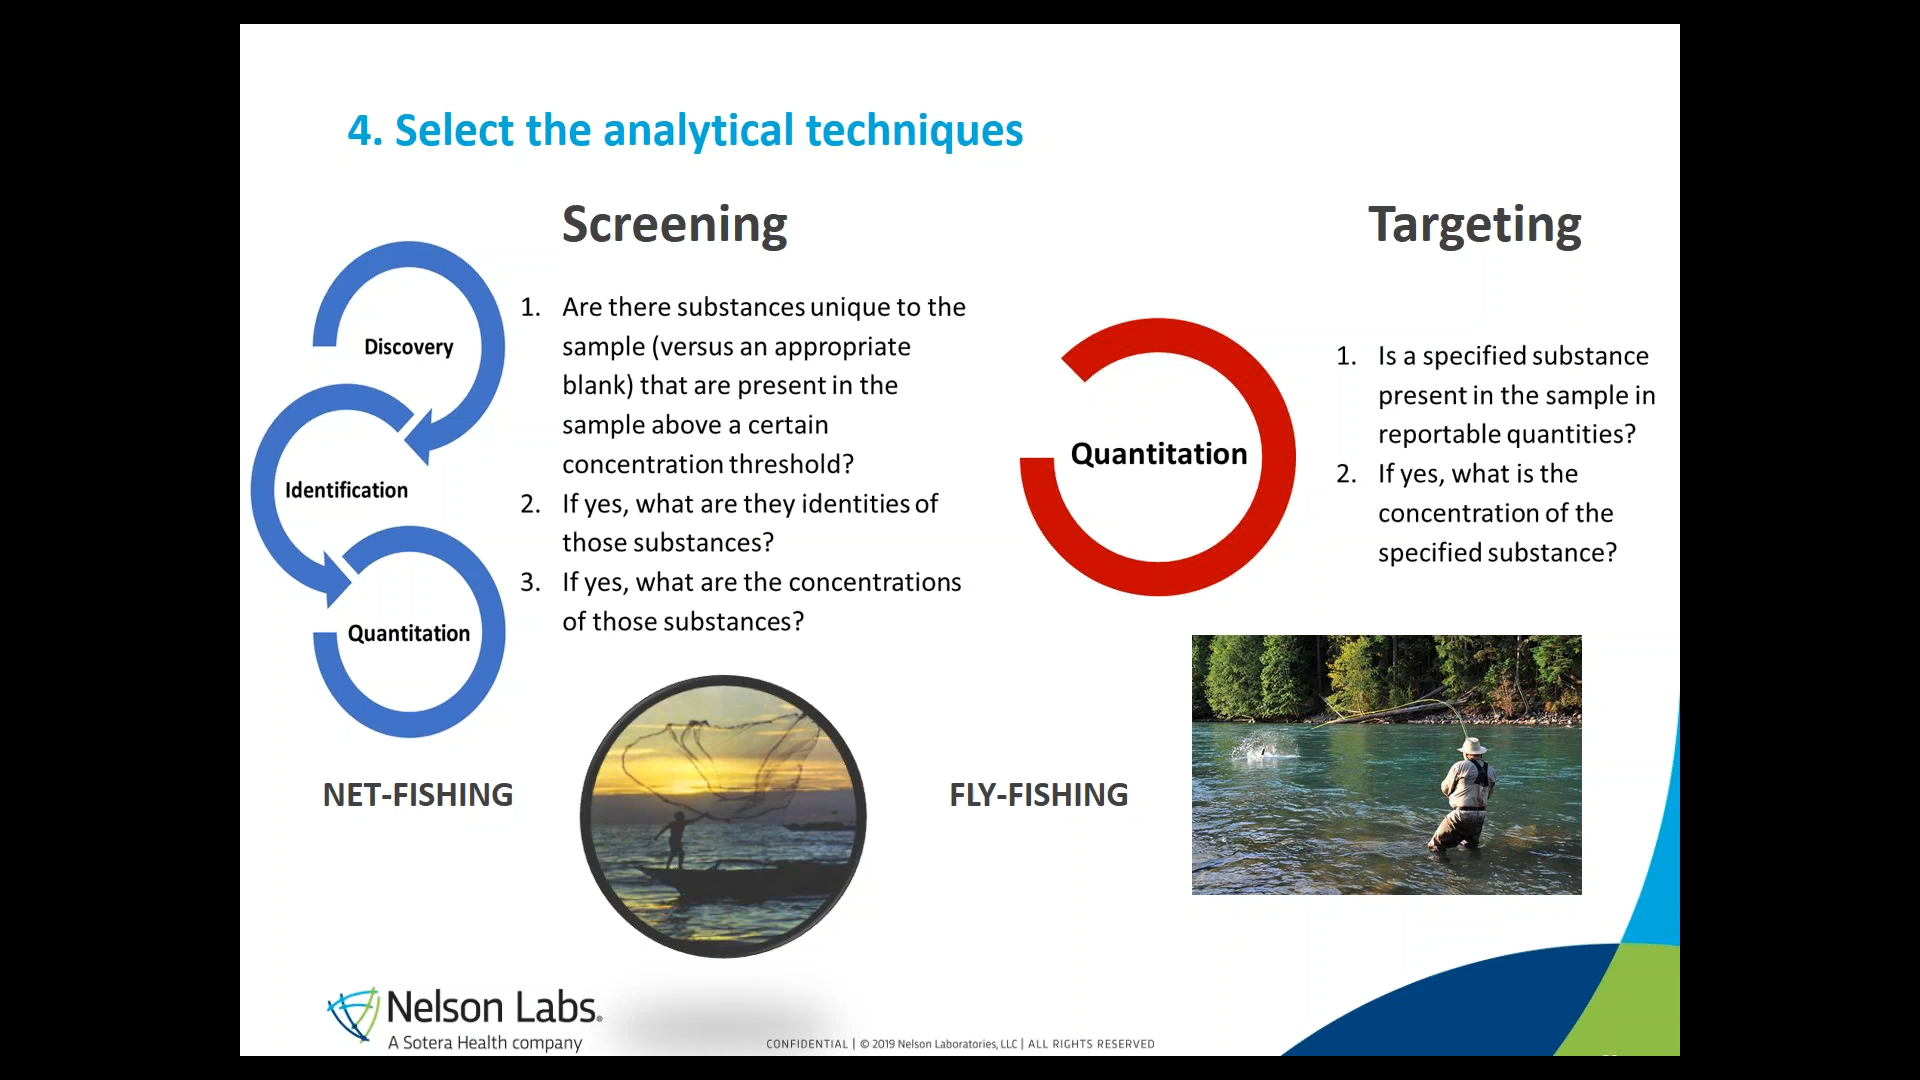 4. Select the analytical techniques
Screening
Discovery
Identification
Quantitation
1. Are there substances unique to the
sample (versus an appropriate
blank) that are present in the
sample above a certain
concentration threshold?
2. If yes, what are they identities of
those substances?
3. If yes, what are the concentrations
of those substances?
NET-FISHING
Targeting
Quantitation
1. Is a specified substance
present in the sample in
reportable quantities?
2. If yes, what is the
concentration of the
specified substance?
FLY-FISHING
Nelson Labs®
A Sotera Health company
CONFIDENTIAL | © 2019 Nelson Laboratories, LLC | ALL RIGHTS RESERVED